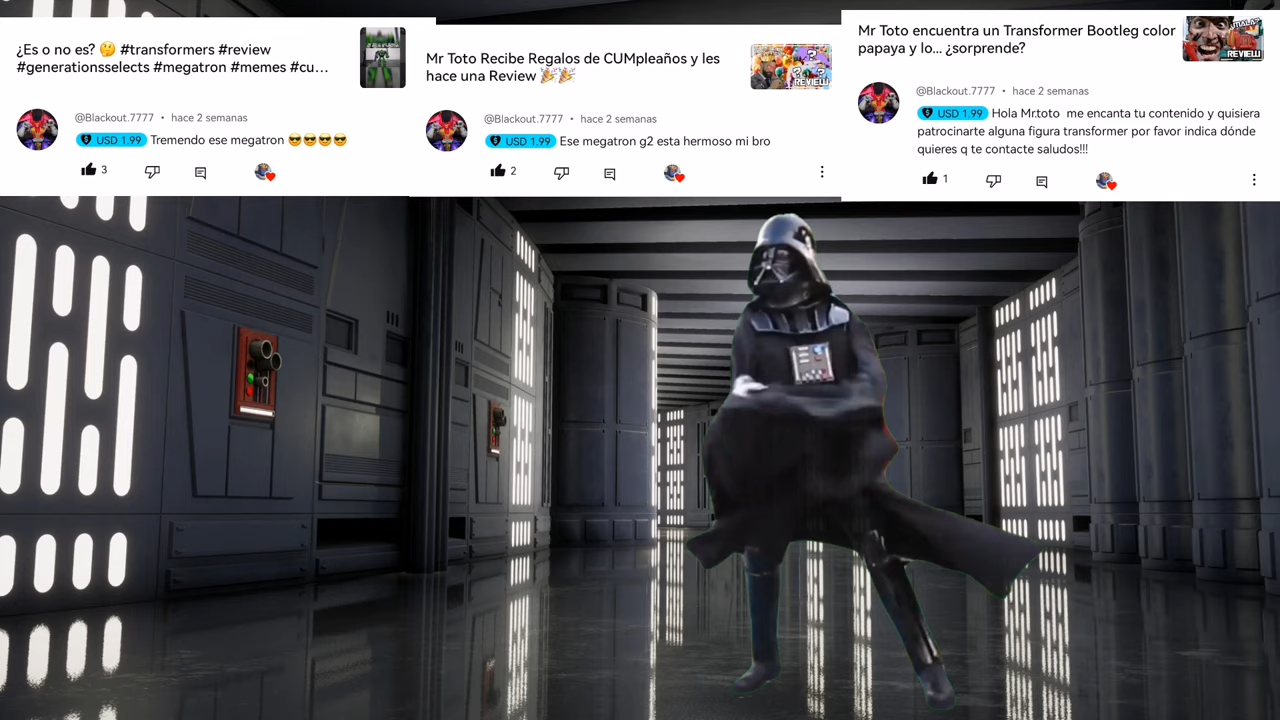 ¿Es o no es? 🤔 #transformers #review
#generationsselects #megatron #memes #cu...
@Blackout.7777 • hace 2 semanas
USD 1.99 Tremendo ese megatron 😎😎😎😎
3
Mr Toto Recibe Regalos de CUMpleaños y les
hace una Review 🎉🎉
REVIEW
@Blackout.7777 • hace 2 semanas
USD 1.99 Ese megatron g2 esta hermoso mi bro
2
Mr Toto encuentra un Transformer Bootleg color
papaya y lo... ¿sorprende?
REVIEW
@Blackout.7777 • hace 2 semanas
USD 1.99 Hola Mr.toto me encanta tu contenido y quisiera
patrocinarte alguna figura transformer por favor indica dónde
quieres q te contacte saludos!!!
1